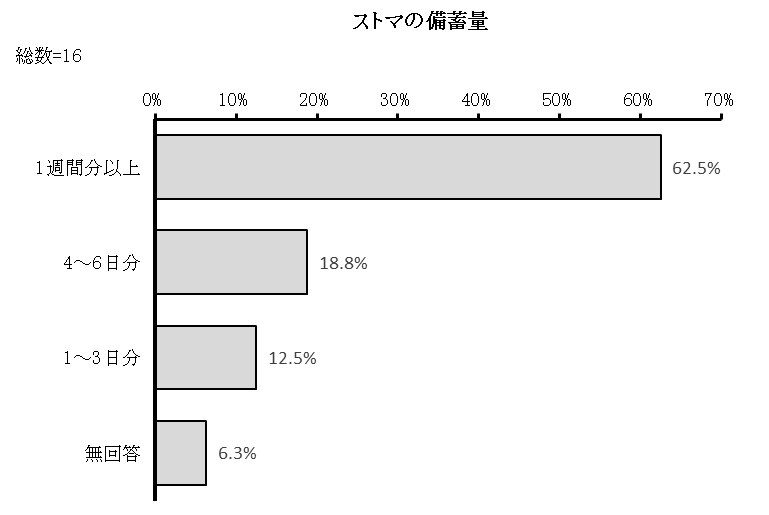 ストマの備蓄量
総数=16
0% 10% 20% 30% 40% 50% 60% 70%
1週間分以上 62.5%
4～6日分 18.8%
1～3日分 12.5%
無回答 6.3%